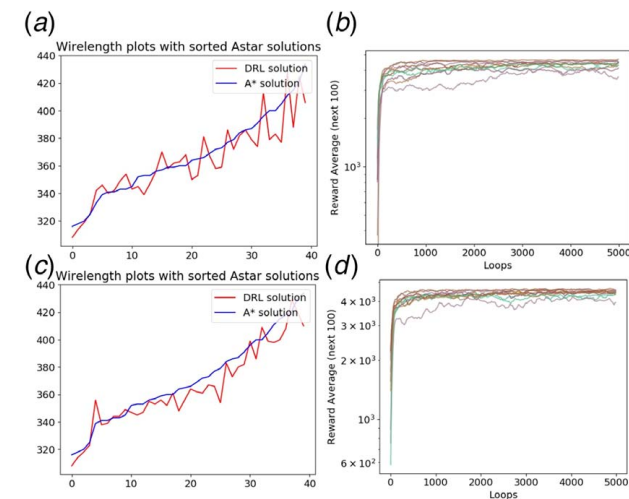 (a)
Wirelength plots with sorted Astar solutions
DRL solution
A* solution
440
420
400
380
360
340
320
0 10 20 30 40
(b)
Reward Average (next 100)
10³
0 1000 2000 3000 4000 5000
Loops
(c)
Wirelength plots with sorted Astar solutions
DRL solution
A* solution
440
420
400
380
360
340
320
0 10 20 30 40
(d)
Reward Average (next 100)
4 × 10³
3 × 10³
2 × 10³
10³
6 × 10²
0 1000 2000 3000 4000 5000
Loops